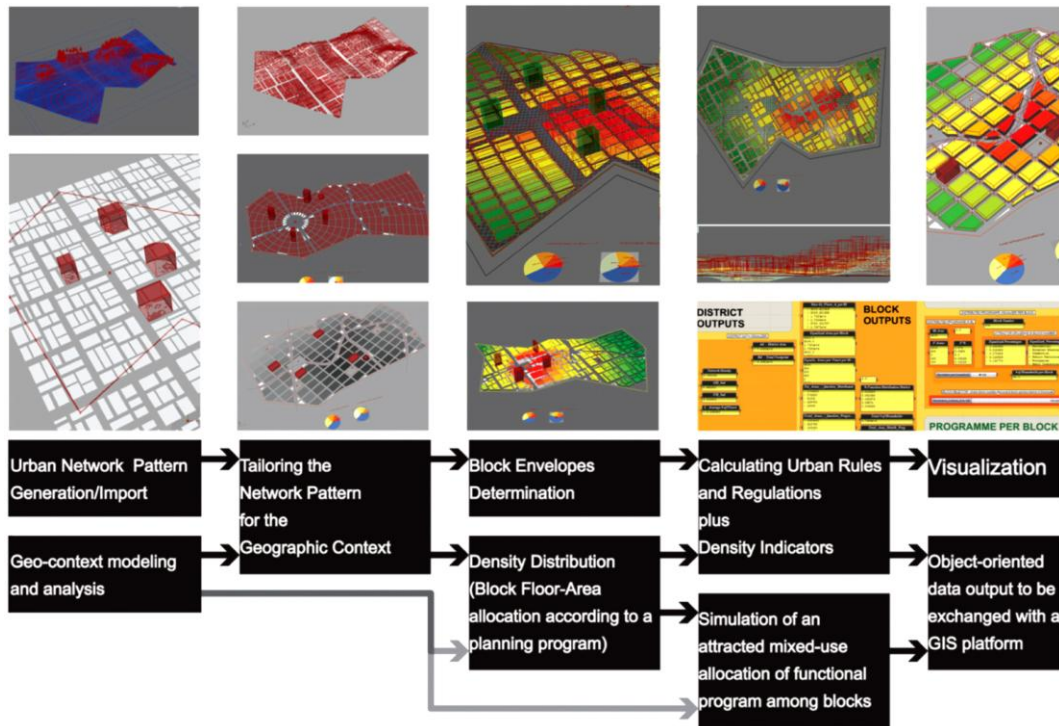 DISTRICT
OUTPUTS
BLOCK
OUTPUTS
PROGRAMME PER BLOCK
Urban Network Pattern
Generation/Import
Tailoring the
Network Pattern
for the
Geographic Context
Block Envelopes
Determination
Calculating Urban Rules
and Regulations
plus
Density Indicators
Visualization
Geo-context modeling
and analysis
Density Distribution
(Block Floor-Area
allocation according to a
planning program)
Simulation of an
attracted mixed-use
allocation of functional
program among blocks
Object-oriented
data output to be
exchanged with a
GIS platform